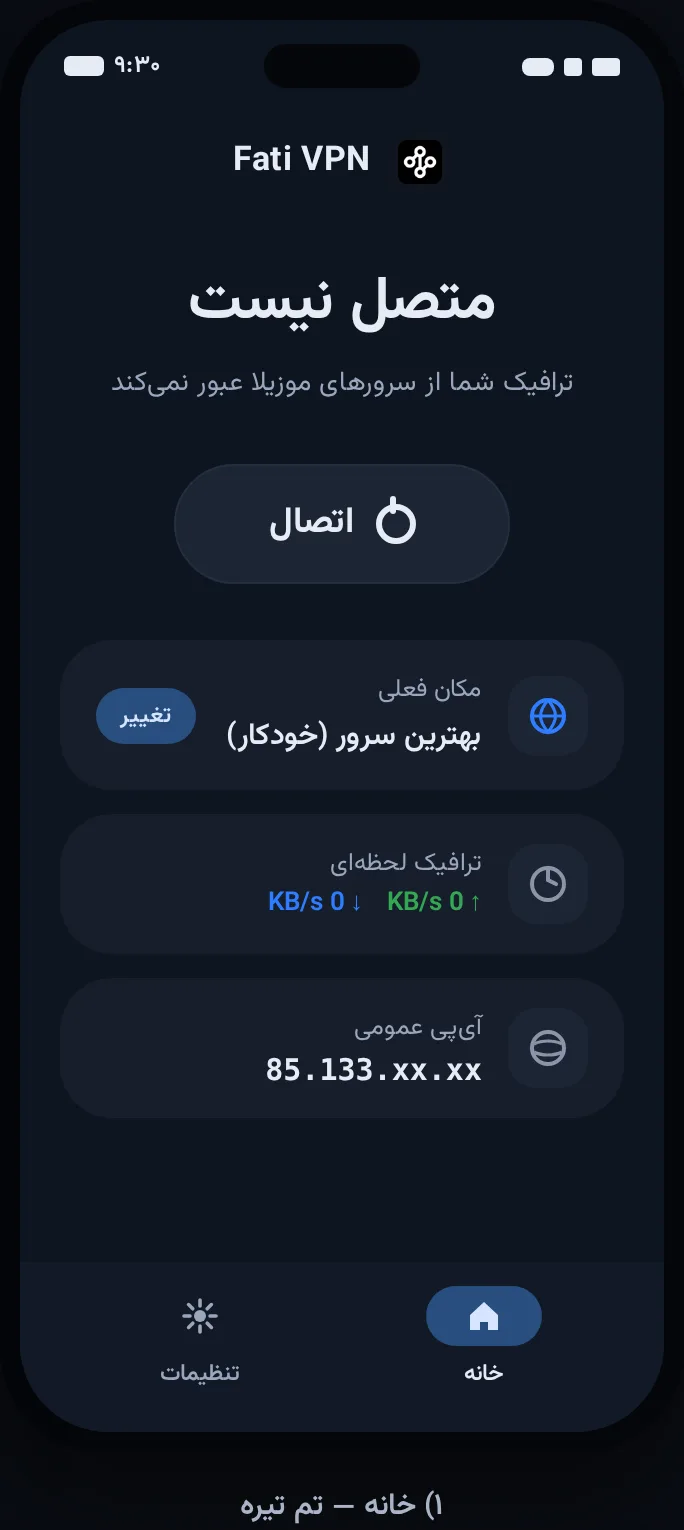 ۹:۳۰
Fati VPN
متصل نیست
ترافیک شما از سرورهای موزیلا عبور نمی‌کند
اتصال
مکان فعلی
بهترین سرور (خودکار)
تغییر
ترافیک لحظه‌ای
↑ 0 KB/s ↓ 0 KB/s
آی‌پی عمومی
85.133.xx.xx
خانه
تنظیمات
۱) خانه — تم تیره